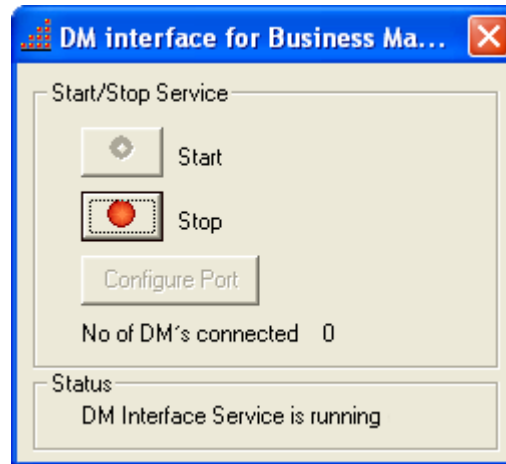 DM interface for Business Ma...
Start/Stop Service
Start
Stop
Configure Port
No of DM´s connected 0
Status
DM Interface Service is running